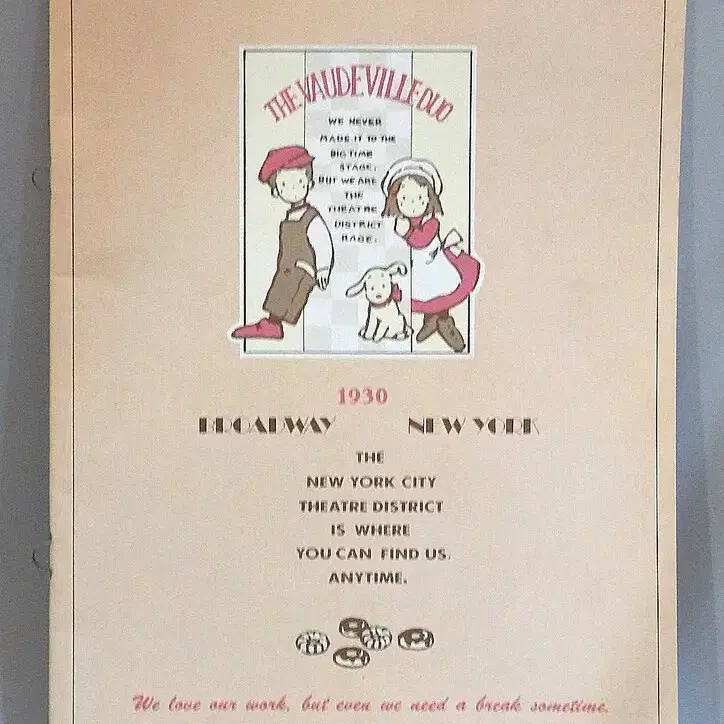 THE VAUDEVILLE DUO
WE NEVER
MADE IT TO THE
BIG TIME
STAGE,
BUT WE ARE
THE
THEATRE
DISTRICT
RAGE.
1930
BROADWAY NEW YORK
THE
NEW YORK CITY
THEATRE DISTRICT
IS WHERE
YOU CAN FIND US.
ANYTIME.
We love our work, but even we need a break sometime.